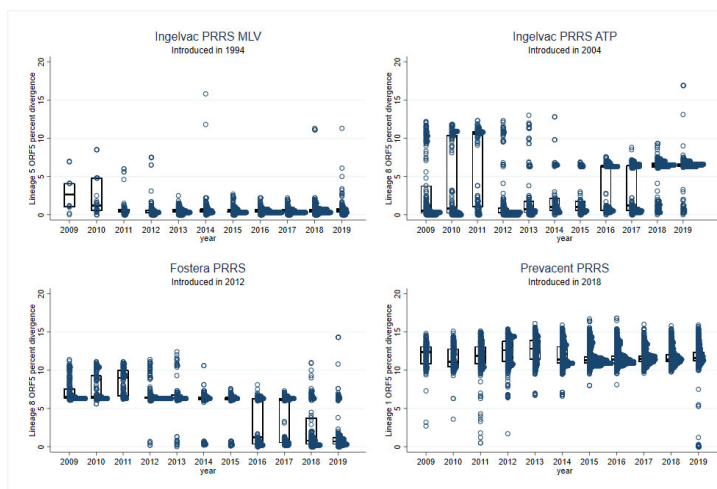 Ingelvac PRRS MLV
Introduced in 1994
Lineage 8 ORF5 percent divergence
20
15
10
5
0
2009 2010 2011 2012 2013 2014 2015 2016 2017 2018 2019
year
Ingelvac PRRS ATP
Introduced in 2004
Lineage 8 ORF5 percent divergence
20
15
10
5
0
2009 2010 2011 2012 2013 2014 2015 2016 2017 2018 2019
year
Fostera PRRS
Introduced in 2012
Lineage 8 ORF5 percent divergence
20
15
10
5
0
2009 2010 2011 2012 2013 2014 2015 2016 2017 2018 2019
year
Prevacent PRRS
Introduced in 2018
Lineage 1 ORF5 percent divergence
20
15
10
5
0
2009 2010 2011 2012 2013 2014 2015 2016 2017 2018 2019
year